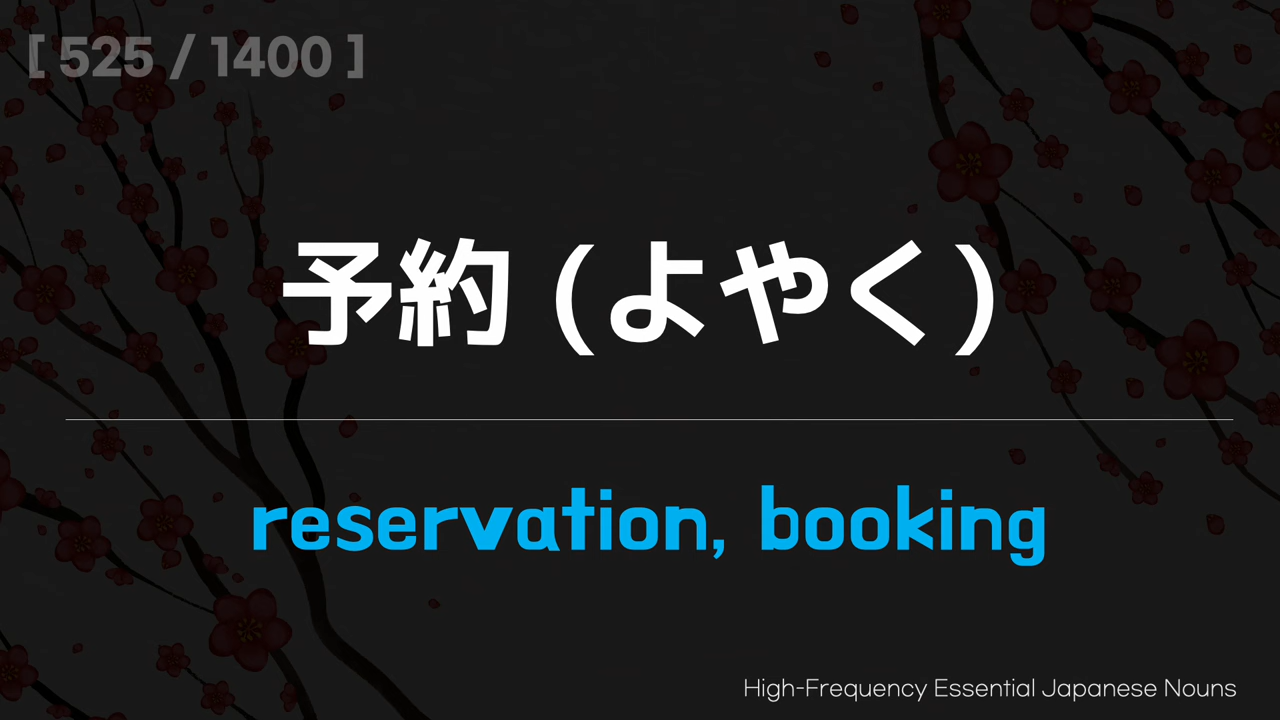 [ 525 / 1400 ]
予約 (よやく)
reservation, booking
High-Frequency Essential Japanese Nouns